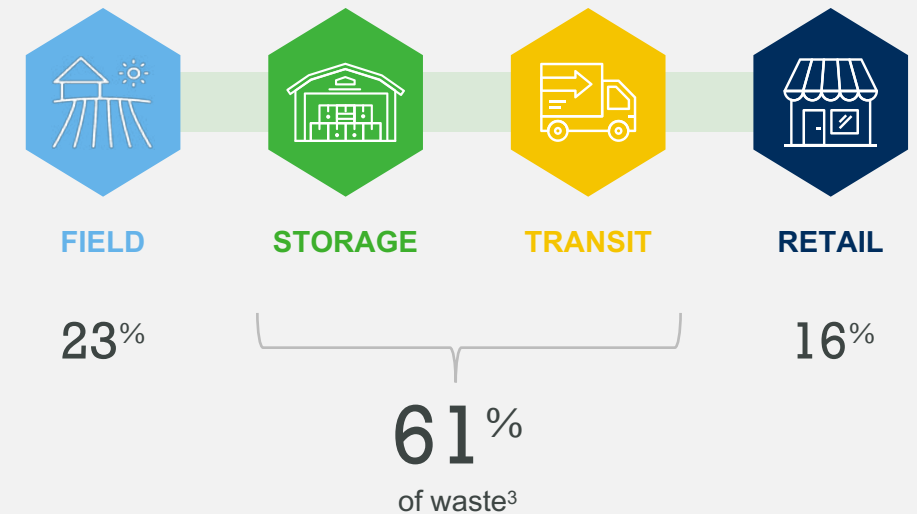 FIELD STORAGE TRANSIT RETAIL
23% 16%
61%
of waste3